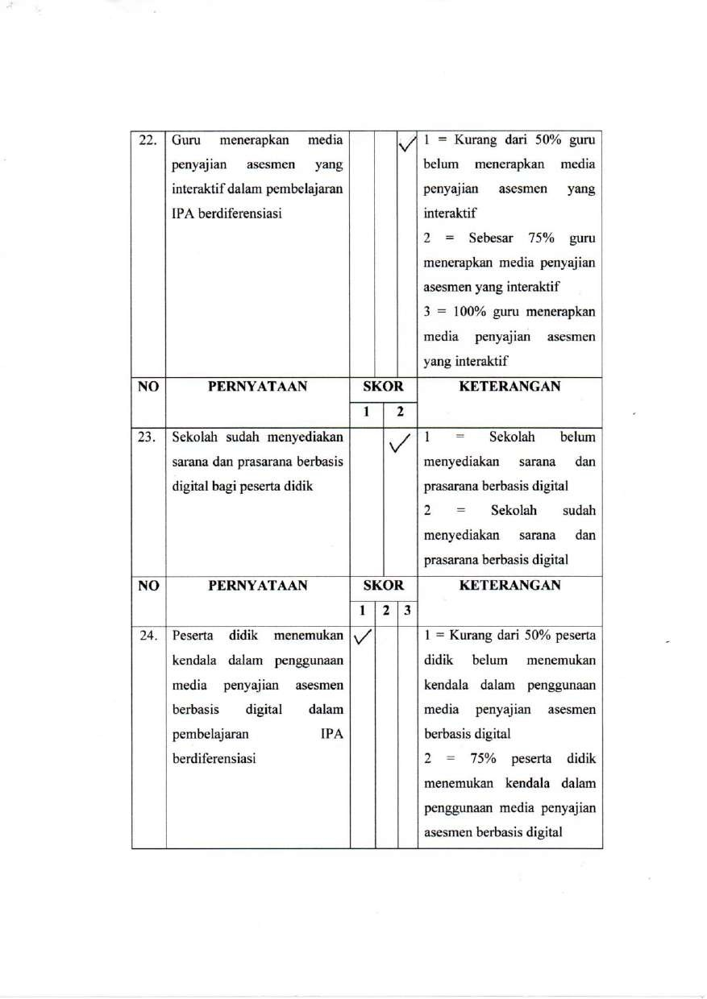 22. Guru menerapkan media ✓ 1 = Kurang dari 50% guru
penyajian asesmen yang belum menerapkan media
interaktif dalam pembelajaran penyajian asesmen yang
IPA berdiferensiasi interaktif
2 = Sebesar 75% guru
menerapkan media penyajian
asesmen yang interaktif
3 = 100% guru menerapkan
media penyajian asesmen
yang interaktif
NO PERNYATAAN SKOR KETERANGAN
1 2
23. Sekolah sudah menyediakan ✓ 1 = Sekolah belum
sarana dan prasarana berbasis menyediakan sarana dan
digital bagi peserta didik prasarana berbasis digital
2 = Sekolah sudah
menyediakan sarana dan
prasarana berbasis digital
NO PERNYATAAN SKOR KETERANGAN
1 2 3
24. Peserta didik menemukan ✓ 1 = Kurang dari 50% peserta
kendala dalam penggunaan didik belum menemukan
media penyajian asesmen kendala dalam penggunaan
berbasis digital dalam media penyajian asesmen
pembelajaran IPA berbasis digital
berdiferensiasi 2 = 75% peserta didik
menemukan kendala dalam
penggunaan media penyajian
asesmen berbasis digital